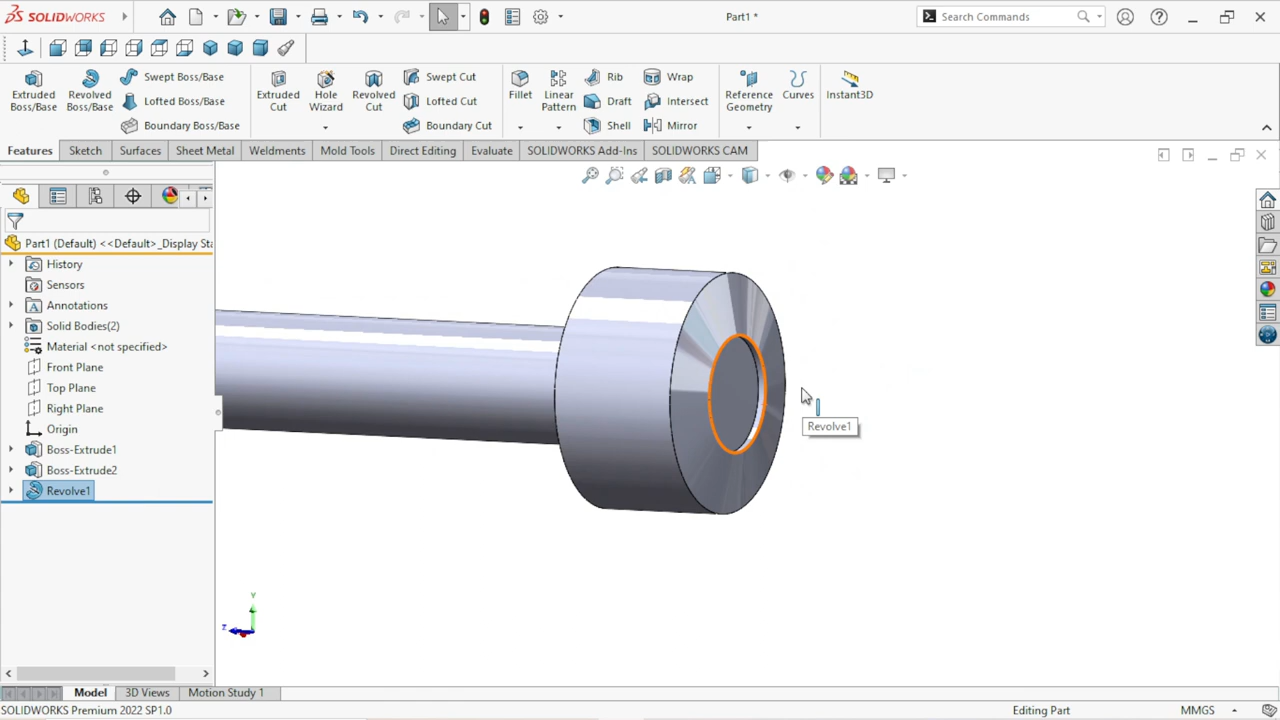 SOLIDWORKS
Part1 *
Search Commands
Extruded Boss/Base
Revolved Boss/Base
Swept Boss/Base
Lofted Boss/Base
Boundary Boss/Base
Extruded Cut
Hole Wizard
Revolved Cut
Swept Cut
Lofted Cut
Boundary Cut
Fillet
Linear Pattern
Rib
Draft
Shell
Wrap
Intersect
Mirror
Reference Geometry
Curves
Instant3D
Features
Sketch
Surfaces
Sheet Metal
Weldments
Mold Tools
Direct Editing
Evaluate
SOLIDWORKS Add-Ins
SOLIDWORKS CAM
Part1 (Default) <<Default>_Display Sta
History
Sensors
Annotations
Solid Bodies(2)
Material <not specified>
Front Plane
Top Plane
Right Plane
Origin
Boss-Extrude1
Boss-Extrude2
Revolve1
Revolve1
Y
Z
Model
3D Views
Motion Study 1
SOLIDWORKS Premium 2022 SP1.0
Editing Part
MMGS